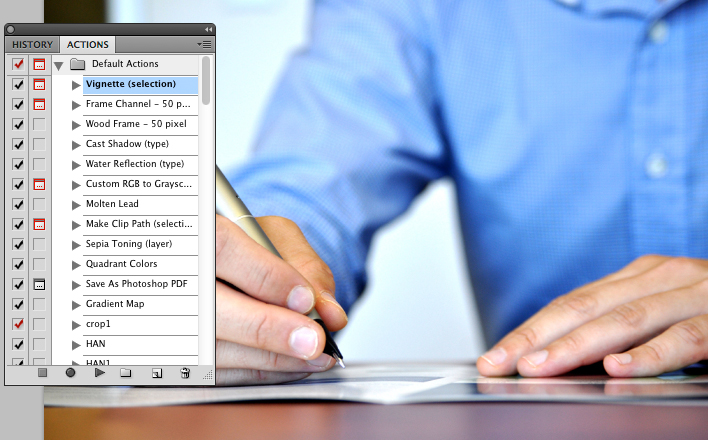 HISTORY ACTIONS
Default Actions
Vignette (selection)
Frame Channel - 50 p...
Wood Frame - 50 pixel
Cast Shadow (type)
Water Reflection (type)
Custom RGB to Graysc...
Molten Lead
Make Clip Path (selecti...
Sepia Toning (layer)
Quadrant Colors
Save As Photoshop PDF
Gradient Map
crop1
HAN
HAN1